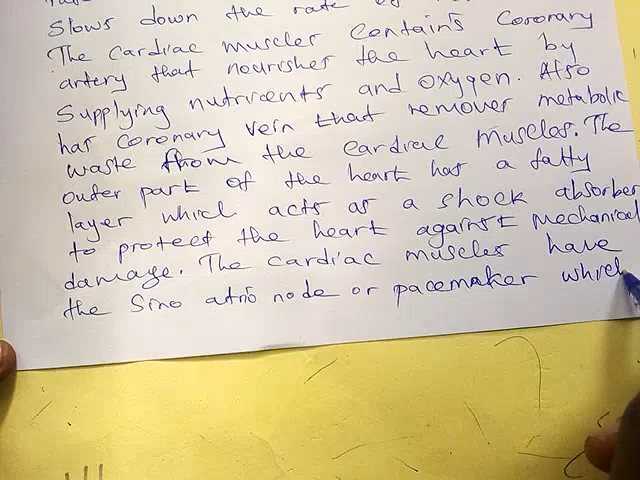 Slows down the rate
The cardiac muscles contains coronary
artery that nourishes the heart by
supplying nutrients and oxygen. Also
has coronary vein that remover metabolic
waste from the cardiac muscles. The
outer part of the heart has a fatty
layer which acts as a shock absorber
to protect the heart against mechanical
damage. The cardiac muscles have
the Sino atrio node or pacemaker which